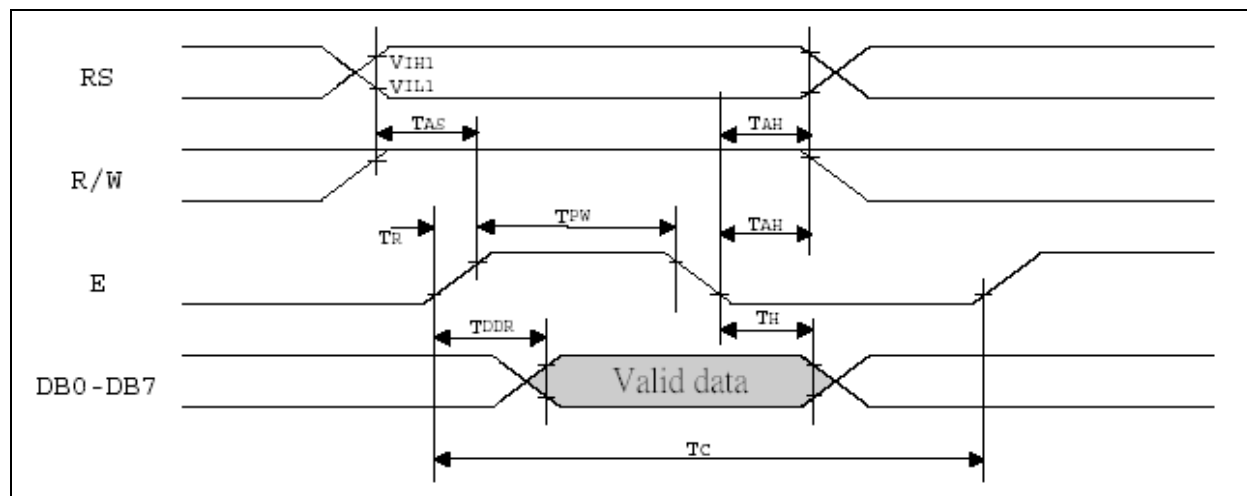 RS
VIH1
VIL1
TAS
TAH
R/W
TPW
TR
TAH
E
TDDR
TH
DB0-DB7
Valid data
TC